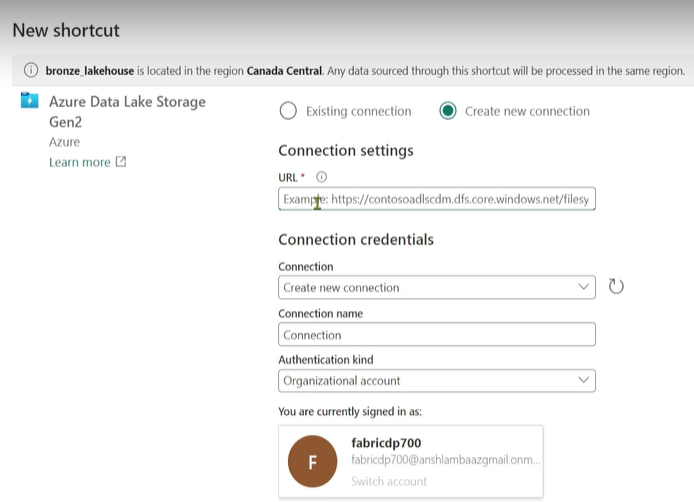 New shortcut
bronze_lakehouse is located in the region Canada Central. Any data sourced through this shortcut will be processed in the same region.
Azure Data Lake Storage
Gen2
Azure
Learn more
Existing connection
Create new connection
Connection settings
URL *
Example: https://contosoadlscdm.dfs.core.windows.net/filesy
Connection credentials
Connection
Create new connection
Connection name
Connection
Authentication kind
Organizational account
You are currently signed in as:
F
fabricdp700
fabricdp700@anshlambaazgmail.onm...
Switch account